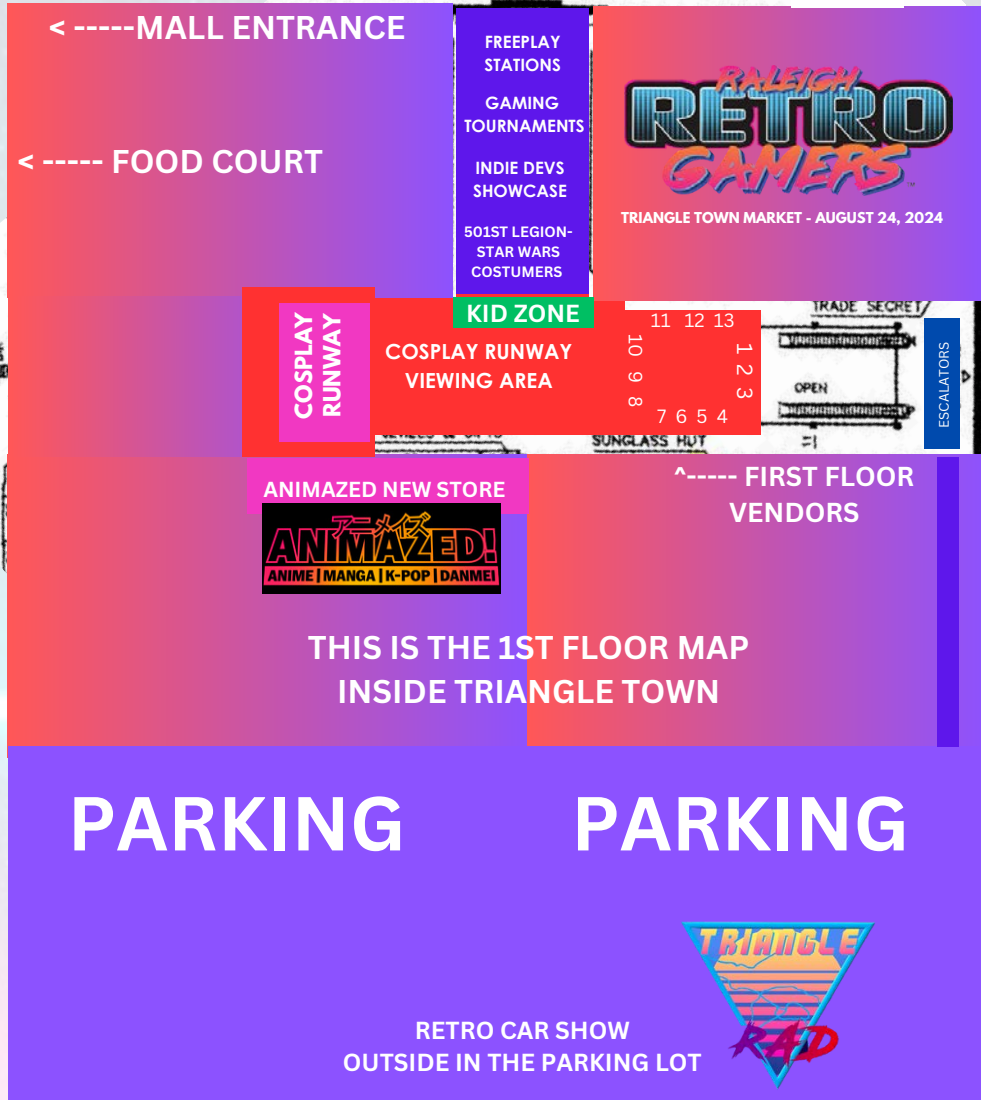 < -----MALL ENTRANCE
< ----- FOOD COURT
FREEPLAY
STATIONS
GAMING
TOURNAMENTS
INDIE DEVS
SHOWCASE
501ST LEGION-
STAR WARS
COSTUMERS
RALEIGH
RETRO
GAMERS
TM
TRIANGLE TOWN MARKET - AUGUST 24, 2024
KID ZONE
COSPLAY
RUNWAY
COSPLAY RUNWAY
VIEWING AREA
11 12 13
10 9 8
1 2 3
7 6 5 4
TRADE SECRET
OPEN
SUNGLASS HUT
ESCALATORS
^----- FIRST FLOOR
VENDORS
ANIMAZED NEW STORE
アニメイズ
ANIMAZED!
ANIME | MANGA | K-POP | DANMEI
THIS IS THE 1ST FLOOR MAP
INSIDE TRIANGLE TOWN
PARKING
PARKING
TRIANGLE
RAD
RETRO CAR SHOW
OUTSIDE IN THE PARKING LOT